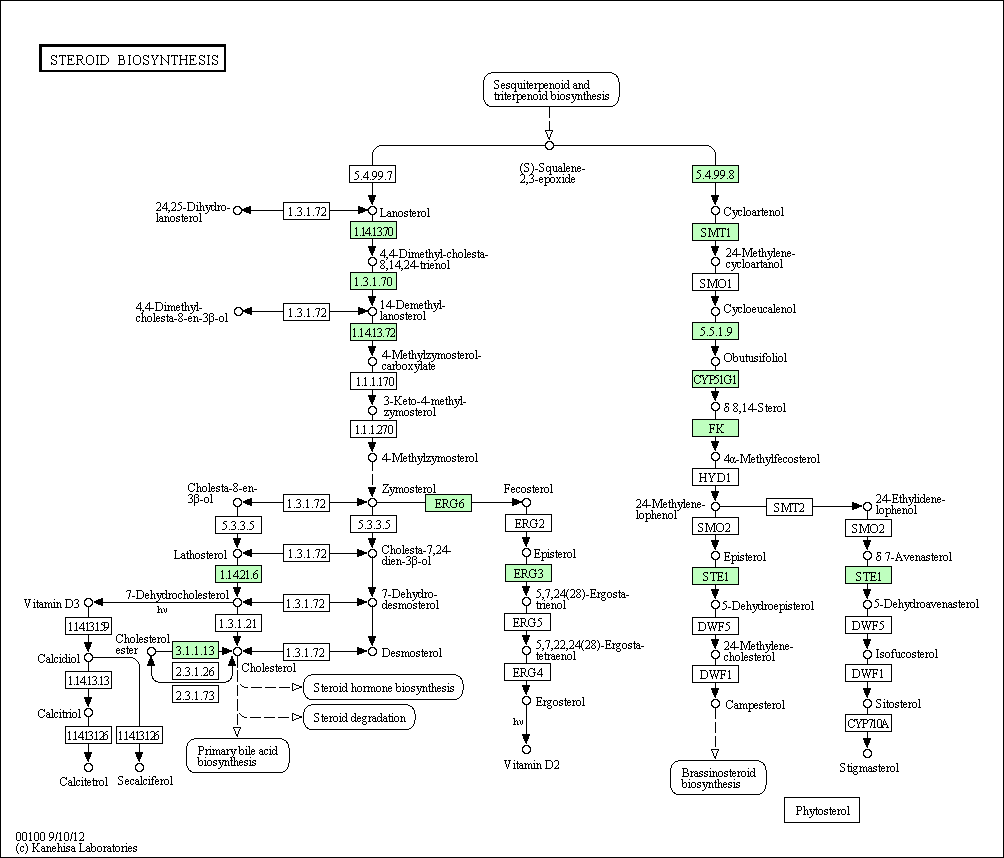 STEROID BIOSYNTHESIS
Sesquiterpenoid and
triterpenoid biosynthesis
(S)-Squalene-
2,3-epoxide
5.4.99.7
5.4.99.8
24,25-Dihydro-
lanosterol
1.3.1.72
Lanosterol
Cycloartenol
1.14.13.70
SMT1
4,4-Dimethyl-cholesta-
8,14,24-trienol
24-Methylene-
cycloartanol
1.3.1.70
SMO1
4,4-Dimethyl-
cholesta-8-en-3β-ol
1.3.1.72
14-Demethyl-
lanosterol
Cycloeucalenol
1.14.13.72
5.5.1.9
4-Methylzymosterol-
carboxylate
Obutusifoliol
1.1.1.170
CYP51G1
3-Keto-4-methyl-
zymosterol
δ 8,14-Sterol
1.1.1.270
FK
4-Methylzymosterol
4α-Methylfecosterol
HYD1
Cholesta-8-en-
3β-ol
1.3.1.72
Zymosterol
ERG6
Fecosterol
24-Methylene-
lophenol
SMT2
24-Ethylidene-
lophenol
5.3.3.5
5.3.3.5
ERG2
SMO2
SMO2
Lathosterol
1.3.1.72
Cholesta-7,24-
dien-3β-ol
Episterol
Episterol
δ 7-Avenasterol
1.14.21.6
ERG3
STE1
STE1
Vitamin D3
hν
7-Dehydrocholesterol
1.3.1.72
7-Dehydro-
desmosterol
5,7,24(28)-Ergosta-
trienol
5-Dehydroepisterol
5-Dehydroavenasterol
1.14.13.159
1.3.1.21
ERG5
DWF5
DWF5
Cholesterol
ester
3.1.1.13
2.3.1.26
2.3.1.73
Cholesterol
1.3.1.72
Desmosterol
5,7,22,24(28)-Ergosta-
tetraenol
24-Methylene-
cholesterol
Isofucosterol
Calcidiol
1.14.13.13
ERG4
DWF1
DWF1
Steroid hormone biosynthesis
Calcitriol
Steroid degradation
Ergosterol
Campesterol
Sitosterol
1.14.13.126
1.14.13.126
hν
CYP710A
Primary bile acid
biosynthesis
Calcitetrol
Secalciferol
Vitamin D2
Brassinosteroid
biosynthesis
Stigmasterol
Phytosterol
00100 9/10/12
(c) Kanehisa Laboratories